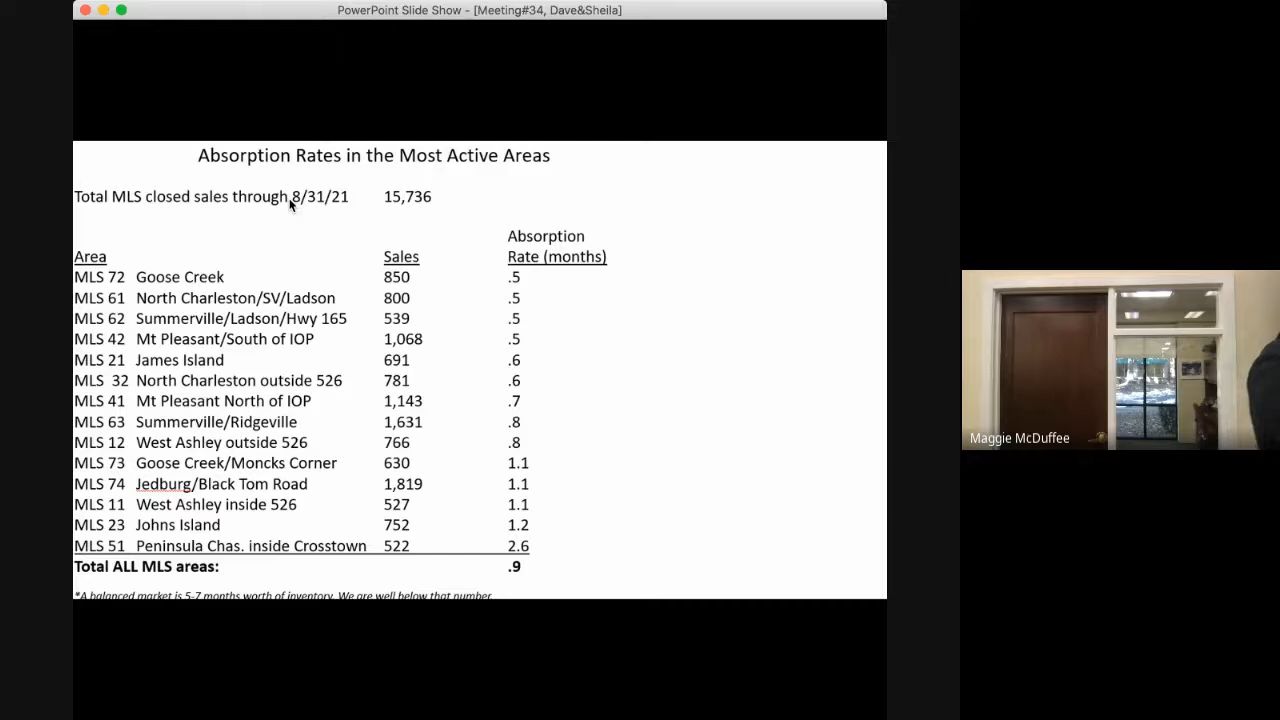 PowerPoint Slide Show - [Meeting#34, Dave&Sheila]
Absorption Rates in the Most Active Areas
Total MLS closed sales through 8/31/21 15,736
Absorption
Area Sales Rate (months)
MLS 72 Goose Creek 850 .5
MLS 61 North Charleston/SV/Ladson 800 .5
MLS 62 Summerville/Ladson/Hwy 165 539 .5
MLS 42 Mt Pleasant/South of IOP 1,068 .5
MLS 21 James Island 691 .6
MLS 32 North Charleston outside 526 781 .6
MLS 41 Mt Pleasant North of IOP 1,143 .7
MLS 63 Summerville/Ridgeville 1,631 .8
MLS 12 West Ashley outside 526 766 .8
MLS 73 Goose Creek/Moncks Corner 630 1.1
MLS 74 Jedburg/Black Tom Road 1,819 1.1
MLS 11 West Ashley inside 526 527 1.1
MLS 23 Johns Island 752 1.2
MLS 51 Peninsula Chas. inside Crosstown 522 2.6
Total ALL MLS areas: .9
*A balanced market is 5-7 months worth of inventory. We are well below that number.
Maggie McDuffee